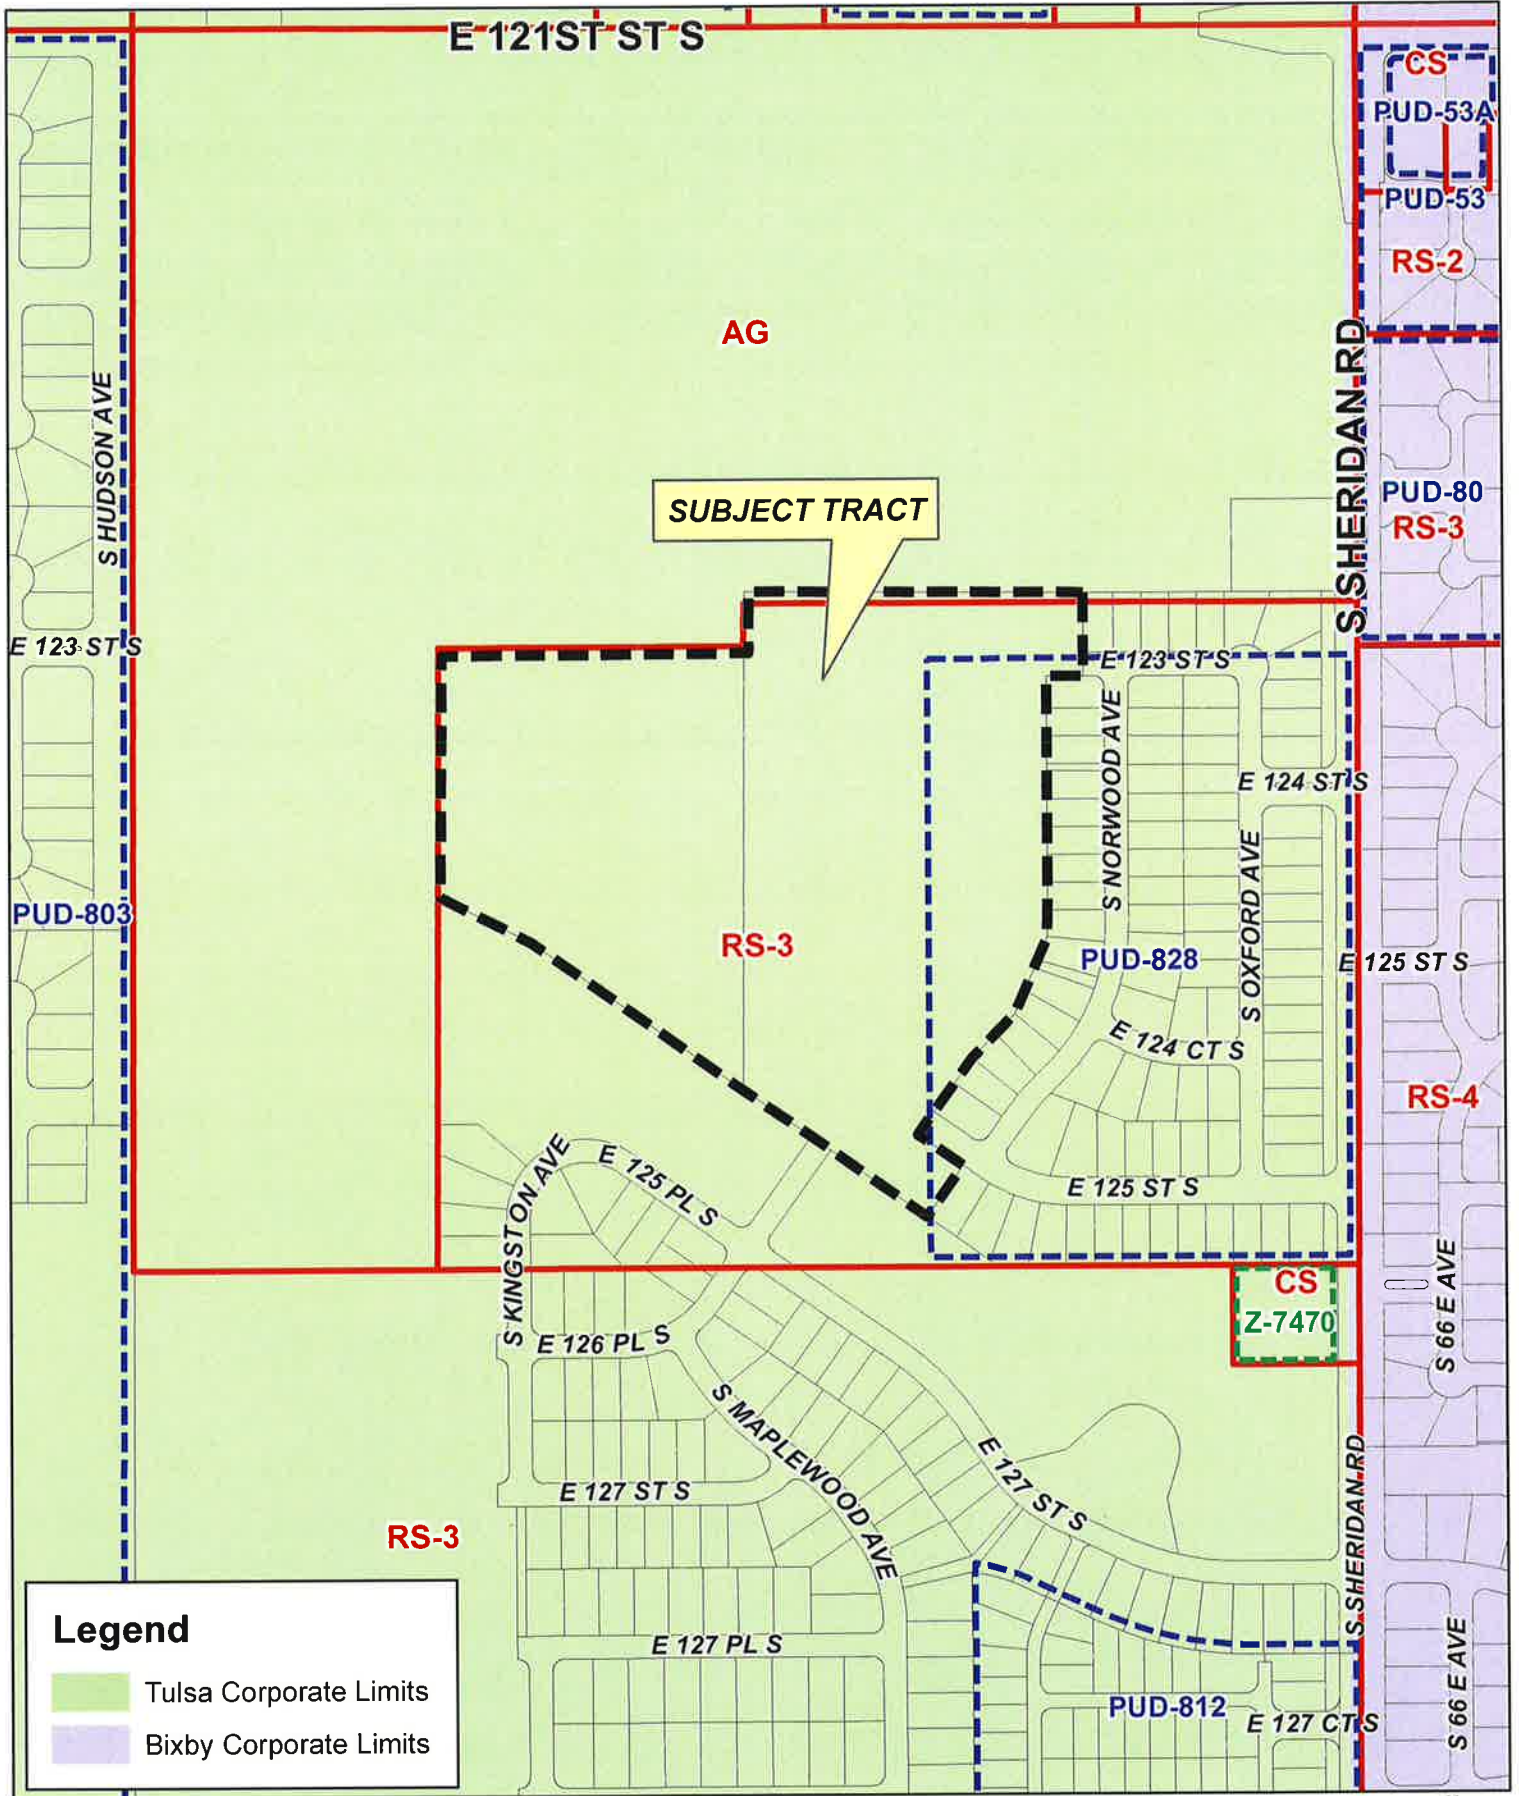 E 121ST ST S
CS
PUD-53A
PUD-53
RS-2
AG
S SHERIDAN RD
S HUDSON AVE
PUD-80
RS-3
SUBJECT TRACT
E 123 ST S
E 123 ST S
S NORWOOD AVE
E 124 ST S
S OXFORD AVE
PUD-803
RS-3
PUD-828
E 125 ST S
E 124 CT S
RS-4
S KINGSTON AVE
E 125 PL S
E 125 ST S
CS
Z-7470
S 66 E AVE
E 126 PL S
S MAPLEWOOD AVE
E 127 ST S
E 127 ST S
S SHERIDAN RD
RS-3
E 127 PL S
PUD-812
E 127 CT S
S 66 E AVE
Legend
Tulsa Corporate Limits
Bixby Corporate Limits